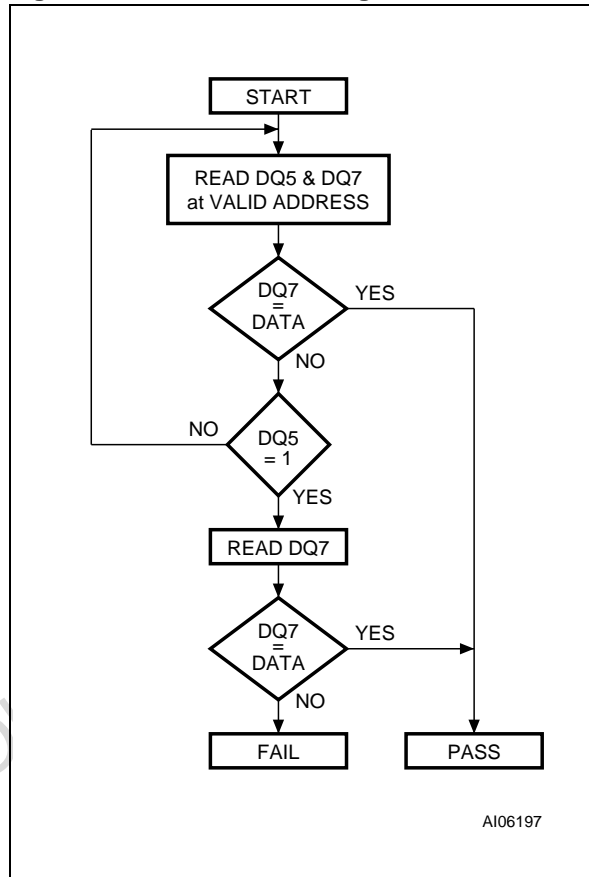 START
READ DQ5 & DQ7
at VALID ADDRESS
DQ7
=
DATA
YES
NO
DQ5
= 1
NO
YES
READ DQ7
DQ7
=
DATA
YES
NO
FAIL
PASS
AI06197